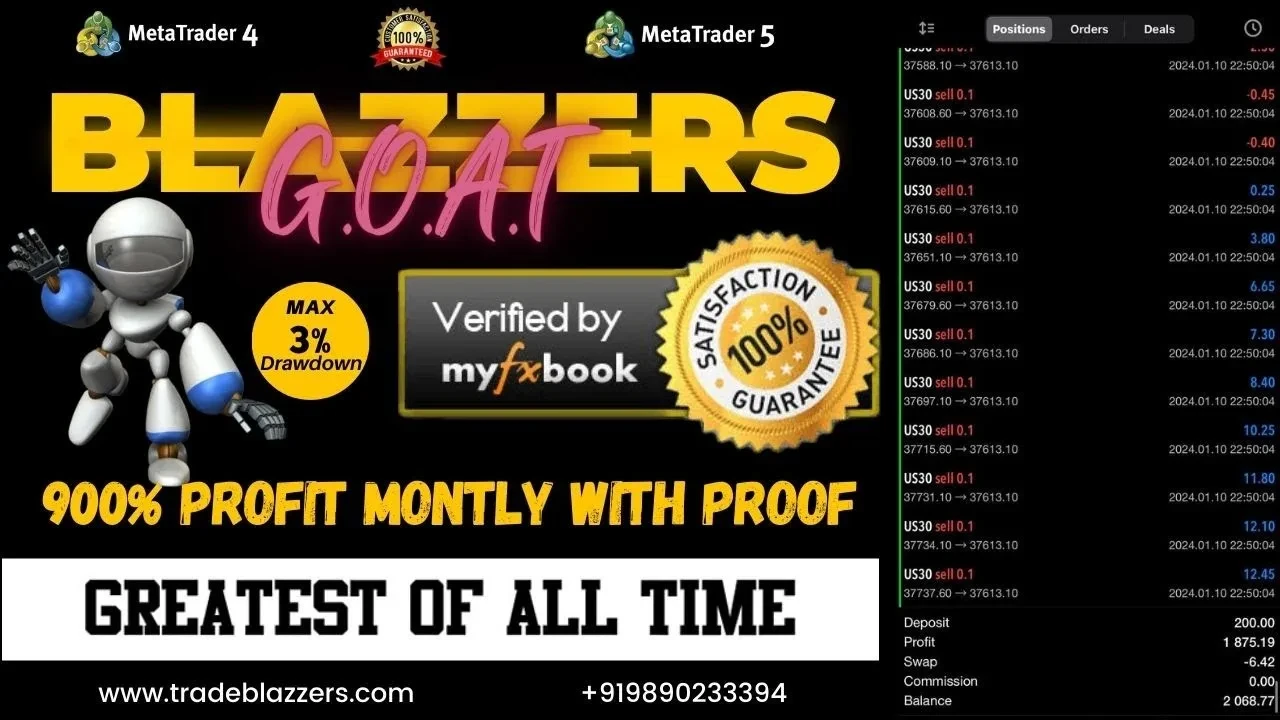 MetaTrader 4
CUSTOMER SATISFACTION
100%
GUARANTEED
MetaTrader 5
BLAZZERS
G.O.A.T
MAX
3%
Drawdown
Verified by
myfxbook
SATISFACTION
100%
GUARANTEE
900% PROFIT MONTLY WITH PROOF
GREATEST OF ALL TIME
www.tradeblazzers.com
+919890233394
Positions Orders Deals
37588.10 → 37613.10 2024.01.10 22:50:04
US30 sell 0.1 -0.45
37608.60 → 37613.10 2024.01.10 22:50:04
US30 sell 0.1 -0.40
37609.10 → 37613.10 2024.01.10 22:50:04
US30 sell 0.1 0.25
37615.60 → 37613.10 2024.01.10 22:50:04
US30 sell 0.1 3.80
37651.10 → 37613.10 2024.01.10 22:50:04
US30 sell 0.1 6.65
37679.60 → 37613.10 2024.01.10 22:50:04
US30 sell 0.1 7.30
37686.10 → 37613.10 2024.01.10 22:50:04
US30 sell 0.1 8.40
37697.10 → 37613.10 2024.01.10 22:50:04
US30 sell 0.1 10.25
37715.60 → 37613.10 2024.01.10 22:50:04
US30 sell 0.1 11.80
37731.10 → 37613.10 2024.01.10 22:50:04
US30 sell 0.1 12.10
37734.10 → 37613.10 2024.01.10 22:50:04
US30 sell 0.1 12.45
37737.60 → 37613.10 2024.01.10 22:50:04
Deposit 200.00
Profit 1 875.19
Swap -6.42
Commission 0.00
Balance 2 068.77